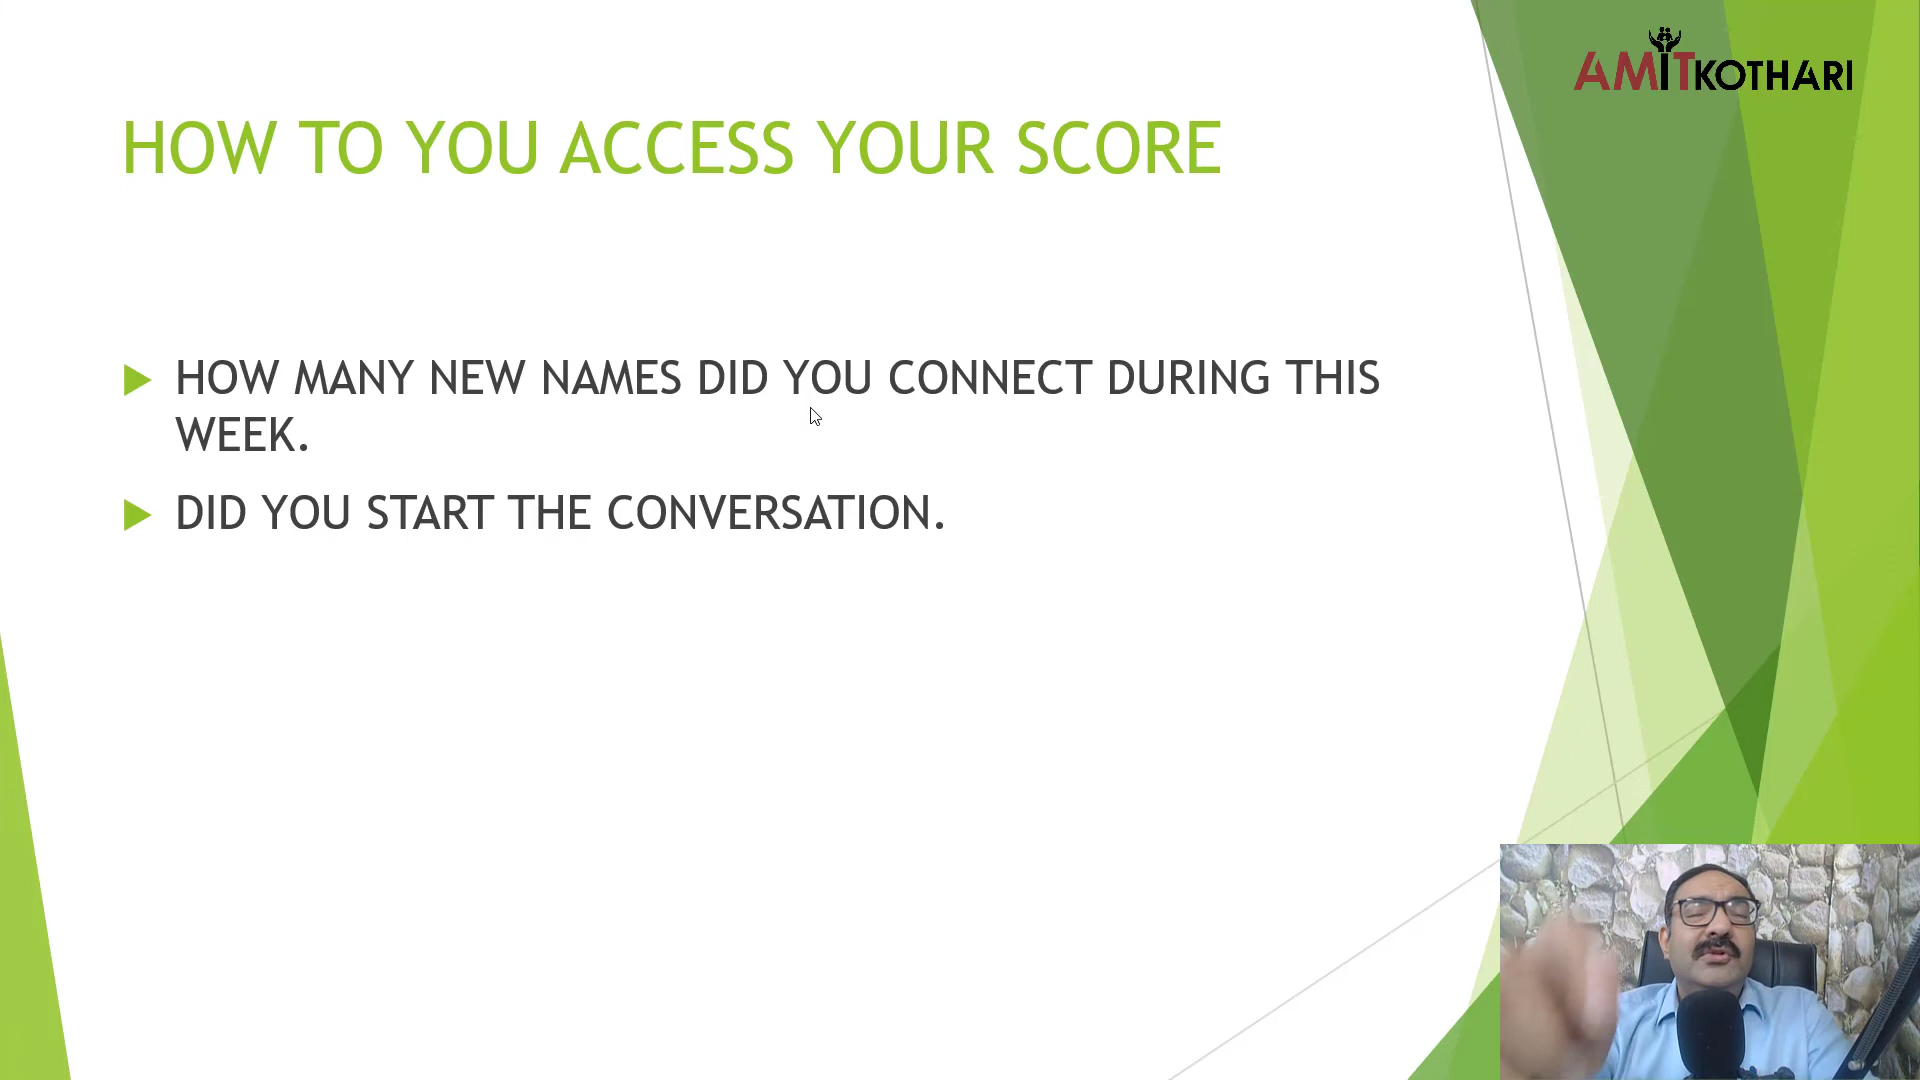 AMITKOTHARI
HOW TO YOU ACCESS YOUR SCORE
HOW MANY NEW NAMES DID YOU CONNECT DURING THIS
WEEK.
DID YOU START THE CONVERSATION.